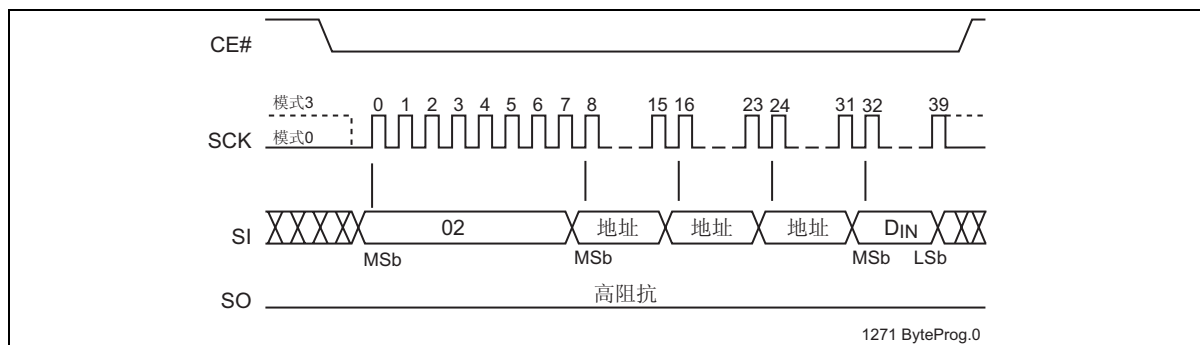 CE#
模式3
0 1 2 3 4 5 6 7 8 15 16 23 24 31 32 39
SCK 模式0
SI 02 地址 地址 地址 DIN
MSb MSb MSb LSb
SO 高阻抗
1271 ByteProg.0